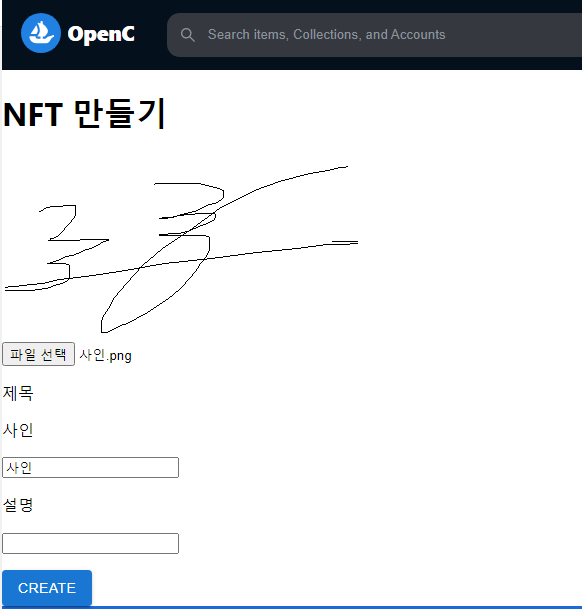 OpenC
Search items, Collections, and Accounts
NFT 만들기
파일 선택 사인.png
제목
사인
사인
설명
CREATE